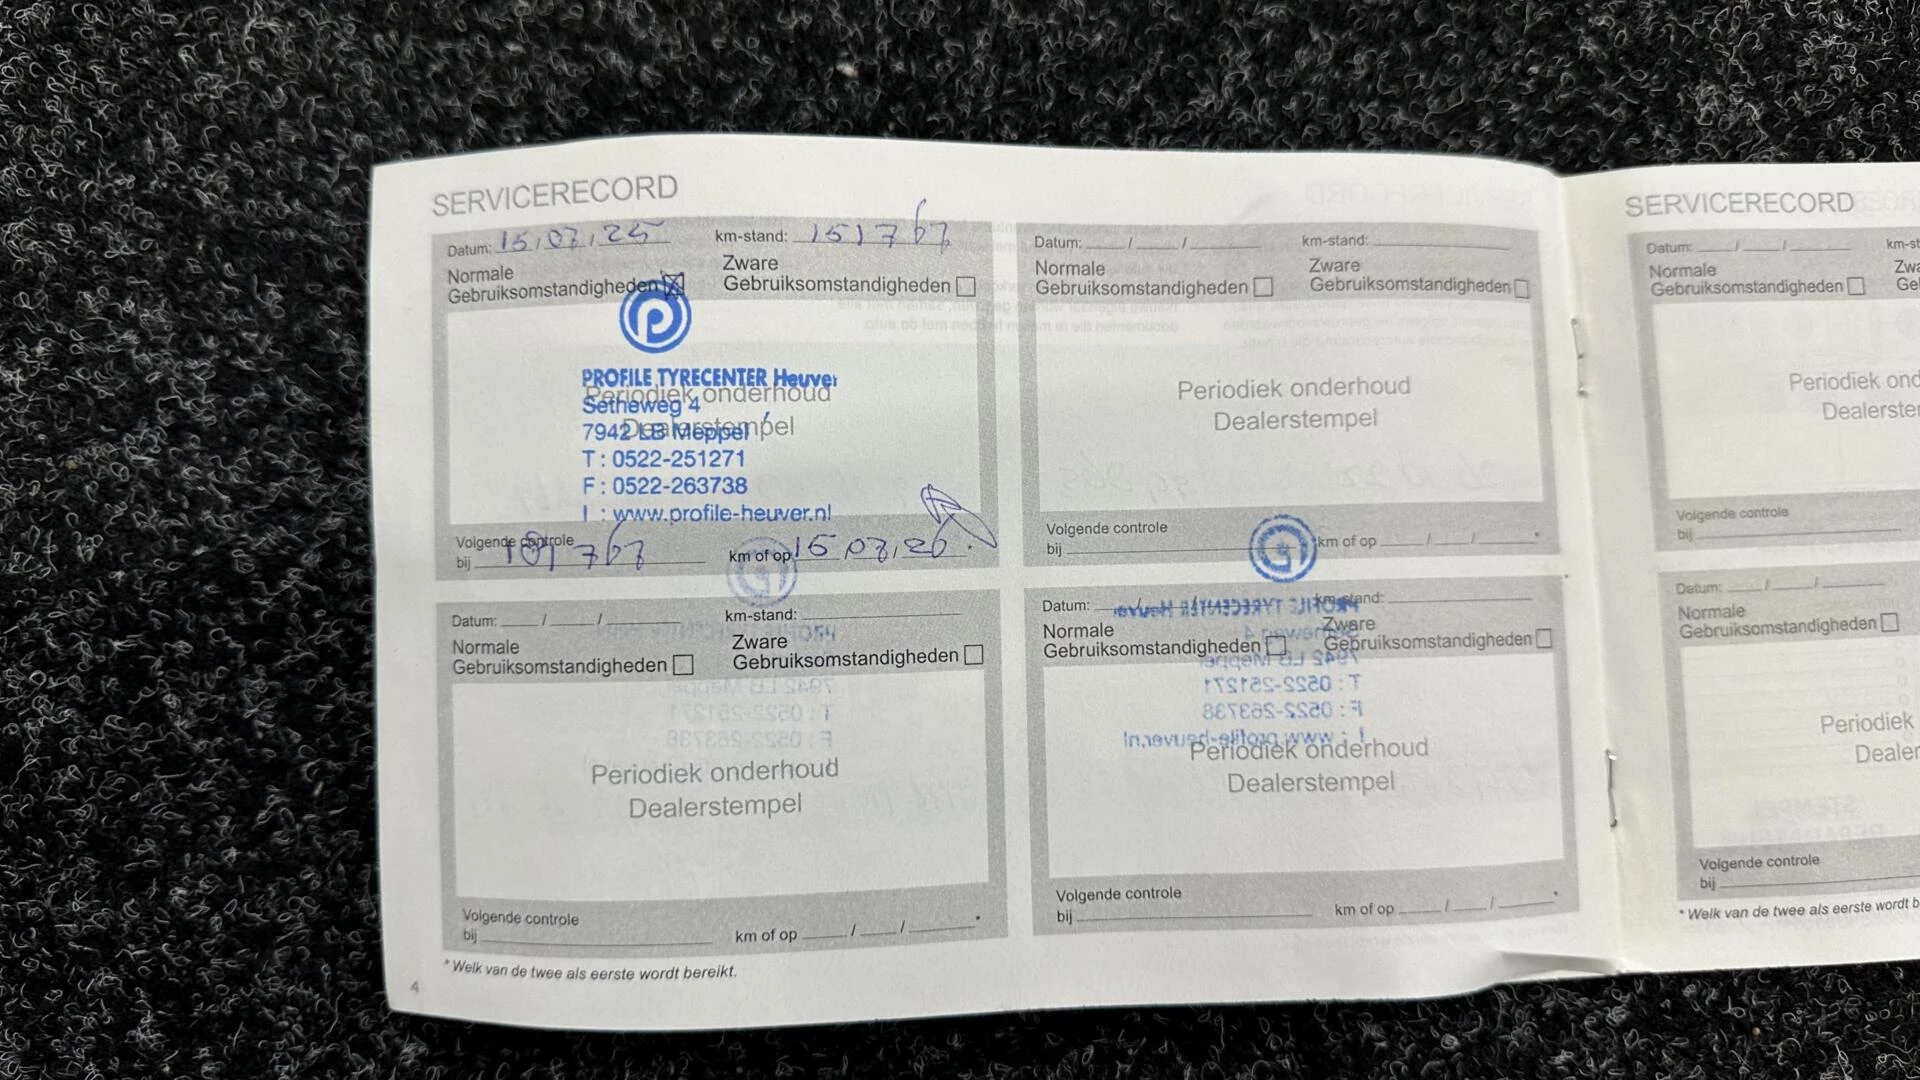 SERVICERECORD
Datum: 15,07,25 km-stand: 151767
Normale Gebruiksomstandigheden
Zware Gebruiksomstandigheden
PROFILE TYRECENTER Heuver
Periodiek onderhoud
Setheweg 4
Dealerstempel
7942 LB Meppel
T : 0522-251271
F : 0522-263738
I : www.profile-heuver.nl
Volgende controle
bij 181767 km of op 15,07,26 .
Datum: / / km-stand:
Normale Gebruiksomstandigheden
Zware Gebruiksomstandigheden
Periodiek onderhoud
Dealerstempel
Volgende controle
bij km of op / / *
Datum: / / km-stand:
Normale Gebruiksomstandigheden
Zware Gebruiksomstandigheden
Periodiek onderhoud
Dealerstempel
Volgende controle
bij km of op / / *
* Welk van de twee als eerste wordt bereikt.
4
Datum: / / km-stand:
Normale Gebruiksomstandigheden
Zware Gebruiksomstandigheden
Periodiek onderhoud
Dealerstempel
Volgende controle
bij km of op / / *
SERVICERECORD
Datum: / / km-st
Normale Gebruiksomstandigheden
Zwa
Ge
Periodiek ond
Dealerste
Volgende controle
bij
Datum: / /
Normale Gebruiksomstandigheden
Periodiek
Dealer
Volgende controle
bij
* Welk van de twee als eerste wordt b